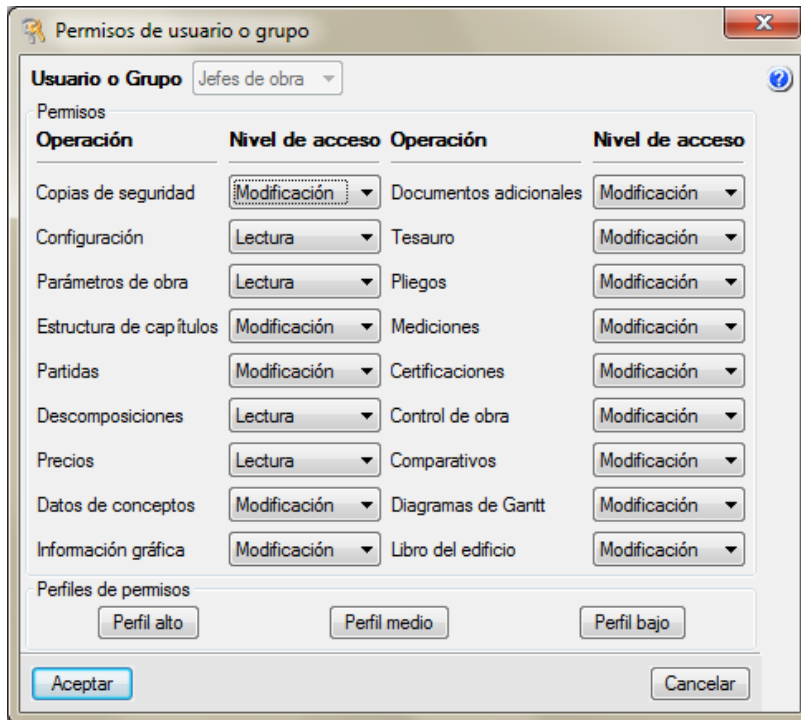 Permisos de usuario o grupo
Usuario o Grupo Jefes de obra
Permisos
Operación Nivel de acceso Operación Nivel de acceso
Copias de seguridad Modificación Documentos adicionales Modificación
Configuración Lectura Tesauro Modificación
Parámetros de obra Lectura Pliegos Modificación
Estructura de capítulos Modificación Mediciones Modificación
Partidas Modificación Certificaciones Modificación
Descomposiciones Lectura Control de obra Modificación
Precios Lectura Comparativos Modificación
Datos de conceptos Modificación Diagramas de Gantt Modificación
Información gráfica Modificación Libro del edificio Modificación
Perfiles de permisos
Perfil alto Perfil medio Perfil bajo
Aceptar Cancelar